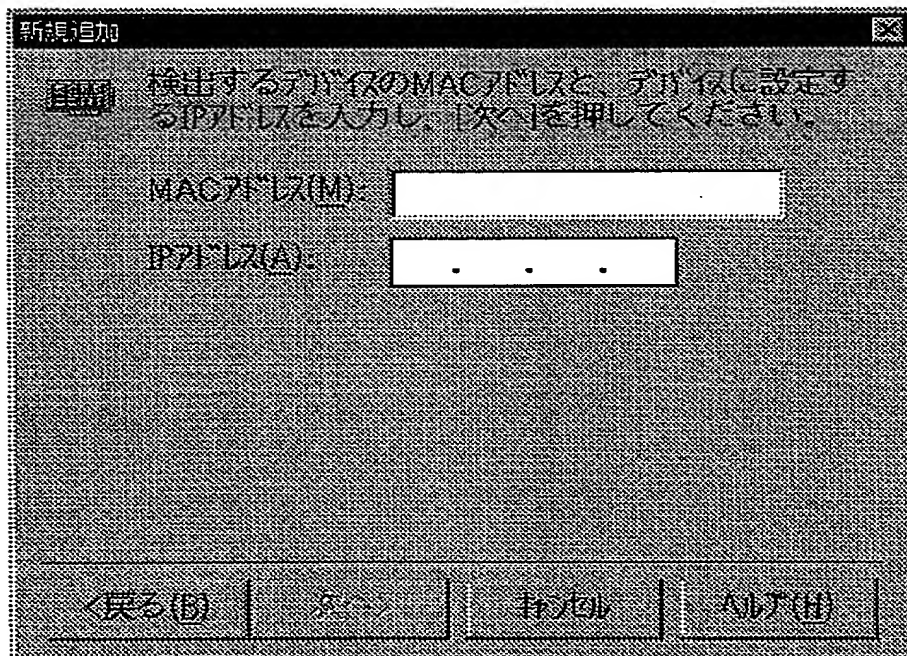 新規追加
検出するデバイスのMACアドレスと、デバイスに設定す
るIPアドレスを入力し、[次へ]を押してください。
MACアドレス(M):
IPアドレス(A):
. . .
<戻る(B)
キャンセル
ヘルプ(H)